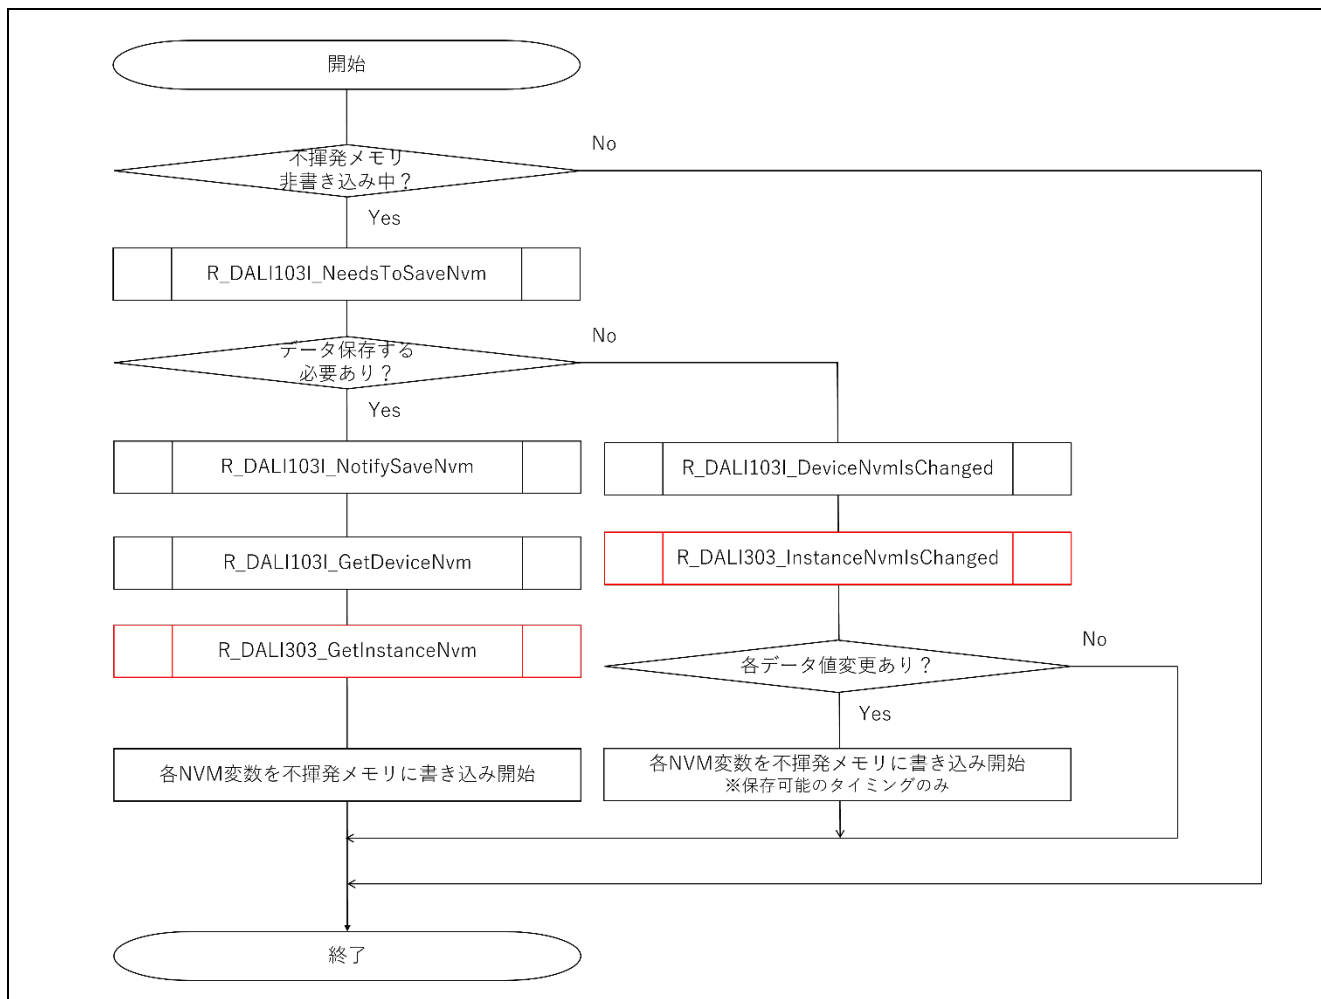 開始
No
不揮発メモリ
非書き込み中？
Yes
R_DALI103I_NeedsToSaveNvm
No
データ保存する
必要あり？
Yes
R_DALI103I_NotifySaveNvm
R_DALI103I_DeviceNvmIsChanged
R_DALI103I_GetDeviceNvm
R_DALI303_InstanceNvmIsChanged
R_DALI303_GetInstanceNvm
No
各データ値変更あり？
Yes
各NVM変数を不揮発メモリに書き込み開始
各NVM変数を不揮発メモリに書き込み開始
※保存可能のタイミングのみ
終了